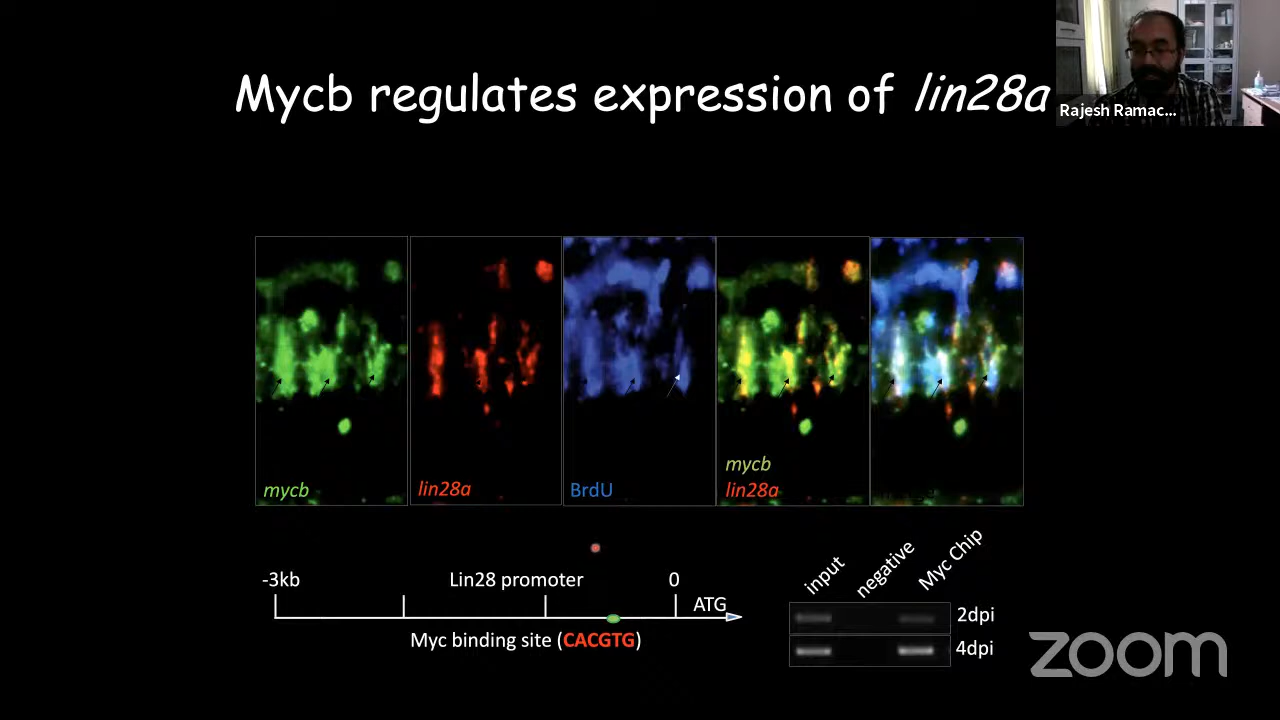 Mycb regulates expression of lin28a
Rajesh Ramac...
mycb
lin28a
BrdU
mycb
lin28a
-3kb
Lin28 promoter
0
ATG
Myc binding site (CACGTG)
input
negative
Myc Chip
2dpi
4dpi
zoom